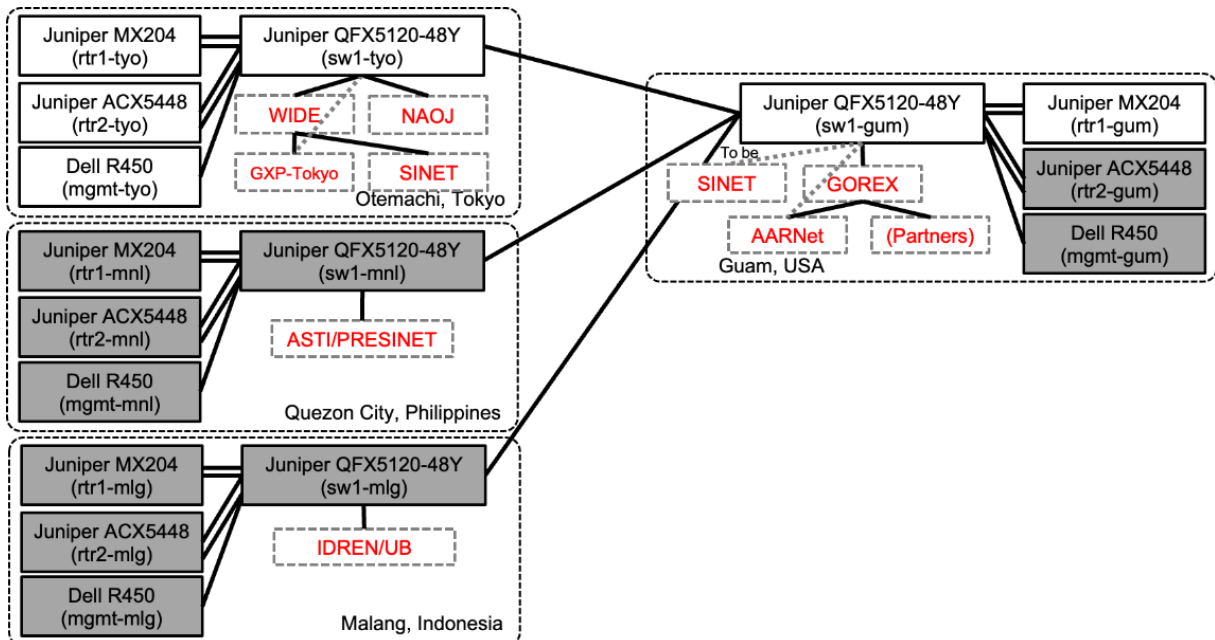 Juniper MX204
(rtr1-tyo)
Juniper QFX5120-48Y
(sw1-tyo)
Juniper ACX5448
(rtr2-tyo)
WIDE
NAOJ
Dell R450
(mgmt-tyo)
GXP-Tokyo
SINET
Otemachi, Tokyo
Juniper QFX5120-48Y
(sw1-gum)
Juniper MX204
(rtr1-gum)
To be
SINET
GOREX
Juniper ACX5448
(rtr2-gum)
AARNet
(Partners)
Dell R450
(mgmt-gum)
Guam, USA
Juniper MX204
(rtr1-mnl)
Juniper QFX5120-48Y
(sw1-mnl)
Juniper ACX5448
(rtr2-mnl)
ASTI/PRESINET
Dell R450
(mgmt-mnl)
Quezon City, Philippines
Juniper MX204
(rtr1-mlg)
Juniper QFX5120-48Y
(sw1-mlg)
Juniper ACX5448
(rtr2-mlg)
IDREN/UB
Dell R450
(mgmt-mlg)
Malang, Indonesia